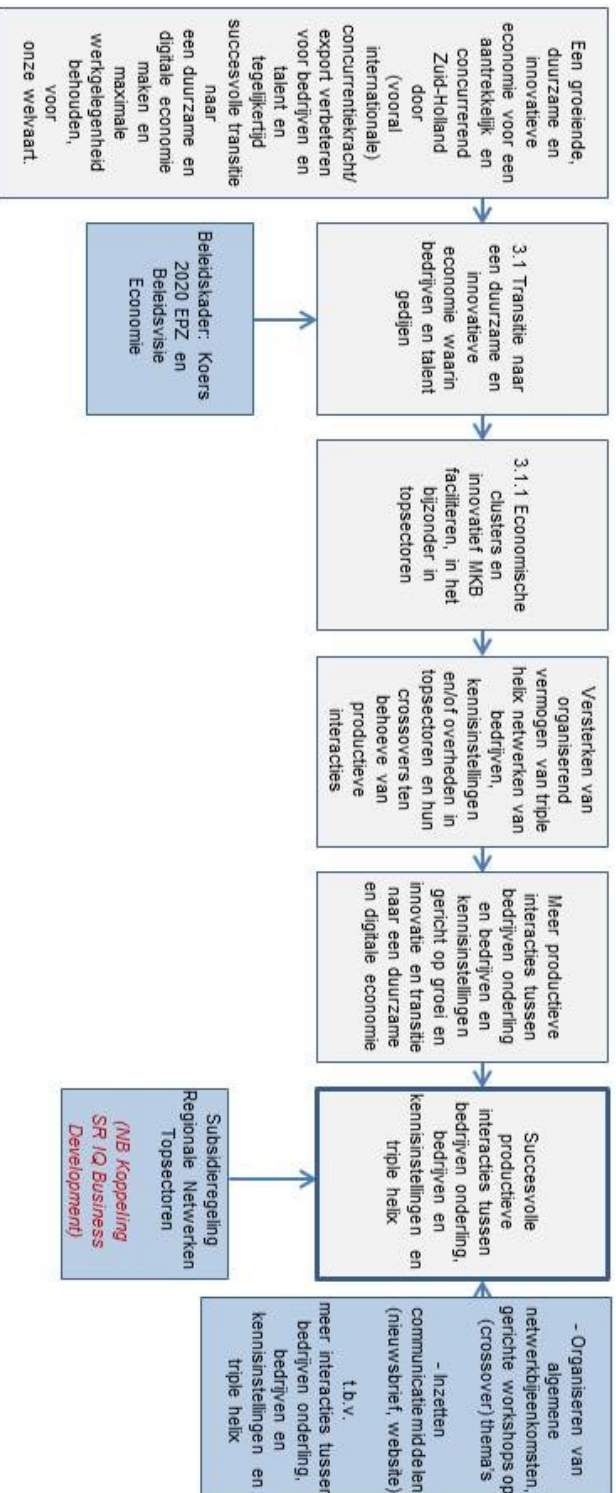 Een groeiende,
duurzame en
innovatieve
economie voor een
aantrekkelijk en
concurrerend
Zuid-Holland
door
(vooral
internationale)
concurrentiekracht/
export verbeteren
voor bedrijven en
talent en
tegelijkertijd
succesvolle transitie
naar
een duurzame en
digitale economie
maken en
maximale
werkgelegenheid
behouden,
voor
onze welvaart.
3.1 Transitie naar
een duurzame en
innovatieve
economie waarin
bedrijven en talent
gedijen
Beleidskader: Koers
2020 EPZ en
Beleidsvisie
Economie
3.1.1 Economische
clusters en
innovatief MKB
faciliteren, in het
bijzonder in
topsectoren
Versterken van
organiserend
vermogen van triple
helix netwerken van
bedrijven,
kennisinstellingen
en/of overheden in
topsectoren en hun
crossovers ten
behoeve van
productieve
interacties
Meer productieve
interacties tussen
bedrijven onderling
en bedrijven en
kennisinstellingen
gericht op groei en
innovatie en transitie
naar een duurzame
en digitale economie
Succesvolle
productieve
interacties tussen
bedrijven onderling,
bedrijven en
kennisinstellingen en
triple helix
Subsidieregeling
Regionale Netwerken
Topsectoren
(NB Koppeling
SR IQ Business
Development)
- Organiseren van
algemene
netwerkbijeenkomsten,
gerichte workshops op
(crossover) thema's
- Inzetten
communicatiemiddelen
(nieuwsbrief, website)
t.b.v.
meer interacties tussen
bedrijven onderling,
bedrijven en
kennisinstellingen en
triple helix